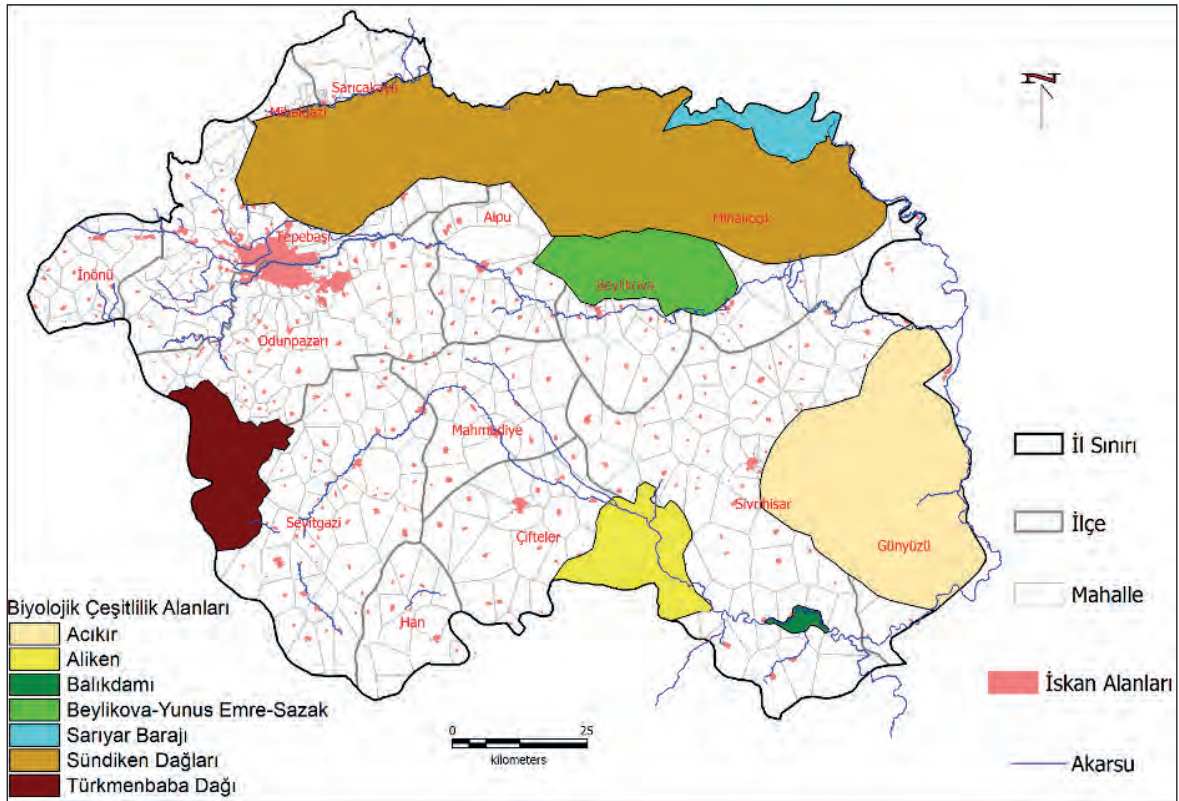 Sarıcakaya
Mihalgazi
N
Alpu
Mihalıççık
Tepebaşı
İnönü
Beylikova
Odunpazarı
Mahmudiye
Sivrihisar
Seyitgazi
Çifteler
Günyüzü
Han
İl Sınırı
İlçe
Mahalle
İskan Alanları
Akarsu
Biyolojik Çeşitlilik Alanları
Acıkır
Aliken
Balıkdamı
Beylikova-Yunus Emre-Sazak
Sarıyar Barajı
Sündiken Dağları
Türkmenbaba Dağı
0 25
kilometers